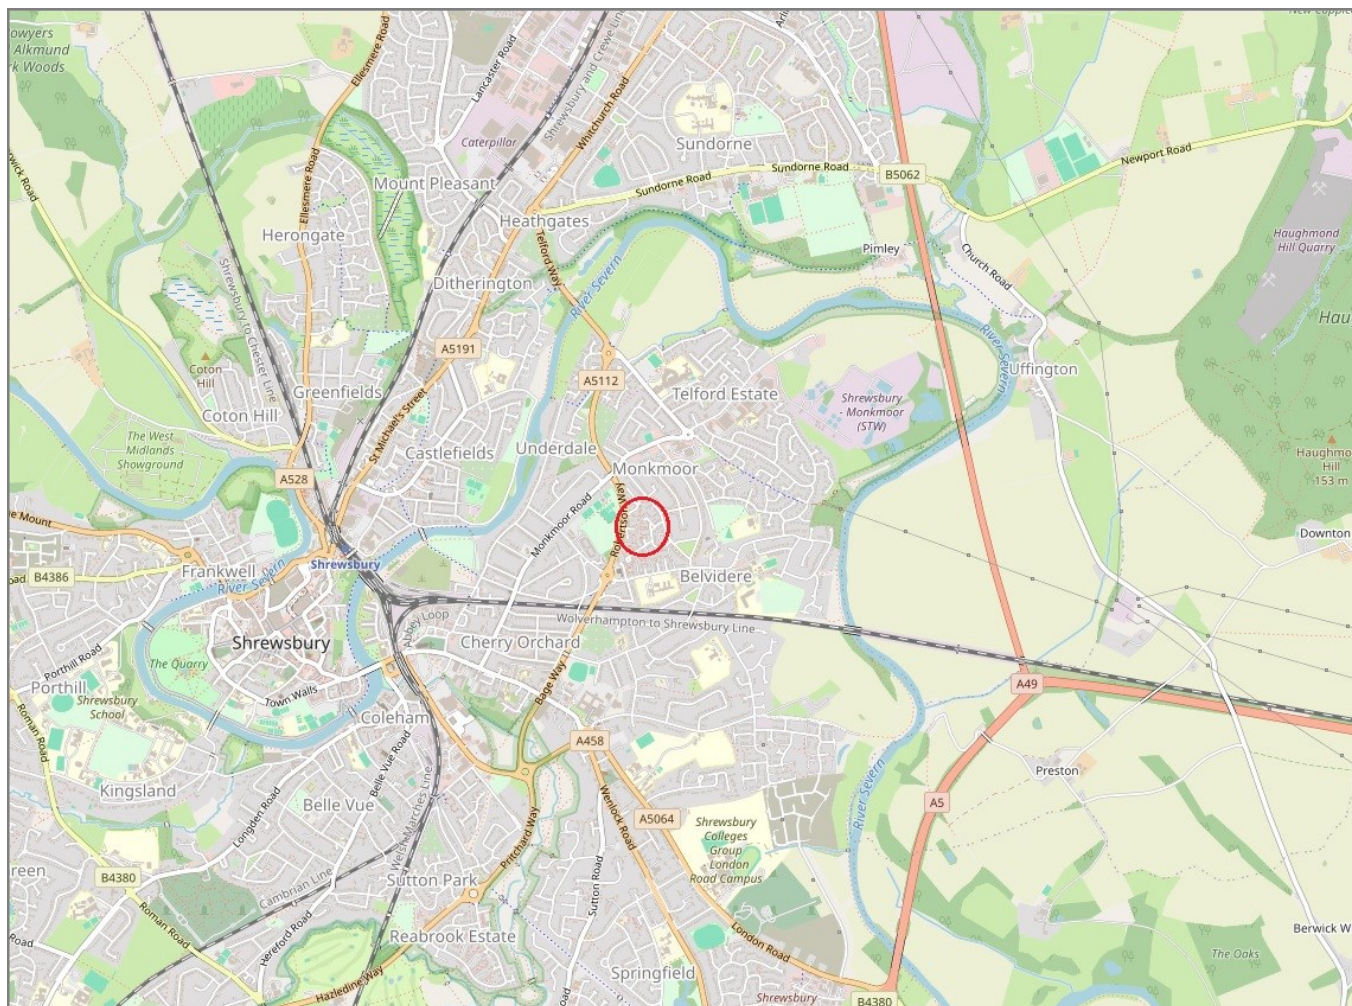 owyers
Alkmund
rk Woods
Ellesmere Road
Lancaster Road
Shrewsbury and Crewe Line
Caterpillar
Whitchurch Road
Sundorne
Newport Road
Mount Pleasant
Sundorne Road
Sundorne Road
B5062
rwick Road
Ellesmere Road
Herongate
Heathgates
Telford Way
Pimley
Church Road
Haughmond
Hill Quarry
Shrewsbury to Chester Line
Ditherington
River Severn
River Severn
Hau
A5191
Coton
Hill
Greenfields
A5112
Uffington
Telford Estate
Shrewsbury
- Monkmoor
(STW)
Coton Hill
St Michael's Street
The West
Midlands
Showground
Castlefields
Underdale
Monkmoor
Haughmo
Hill
153 m
A528
Monkmoor Road
Robertson Way
e Mount
Downton
oad
B4386
Frankwell
River Severn
Shrewsbury
Belvidere
Abbey Loop
Wolverhampton to Shrewsbury Line
Shrewsbury
Cherry Orchard
The Quarry
Porthill Road
Porthill
Shrewsbury
School
Town Walls
Bage Way
A49
Roman Road
Coleham
A458
Belle Vue Road
River Severn
Preston
Kingsland
Belle Vue
Longden Road
Welsh Marches Line
Pritchard Way
Wenlock Road
A5
A5064
Shrewsbury
Colleges
Group
London
Road Campus
reen
B4380
Cambrian Line
Sutton Park
Sutton Road
Roman Road
Hereford Road
Reabrook Estate
London Road
Berwick W
Road
The Oaks
Hazledine Way
Springfield
Shrewsbury
B4380